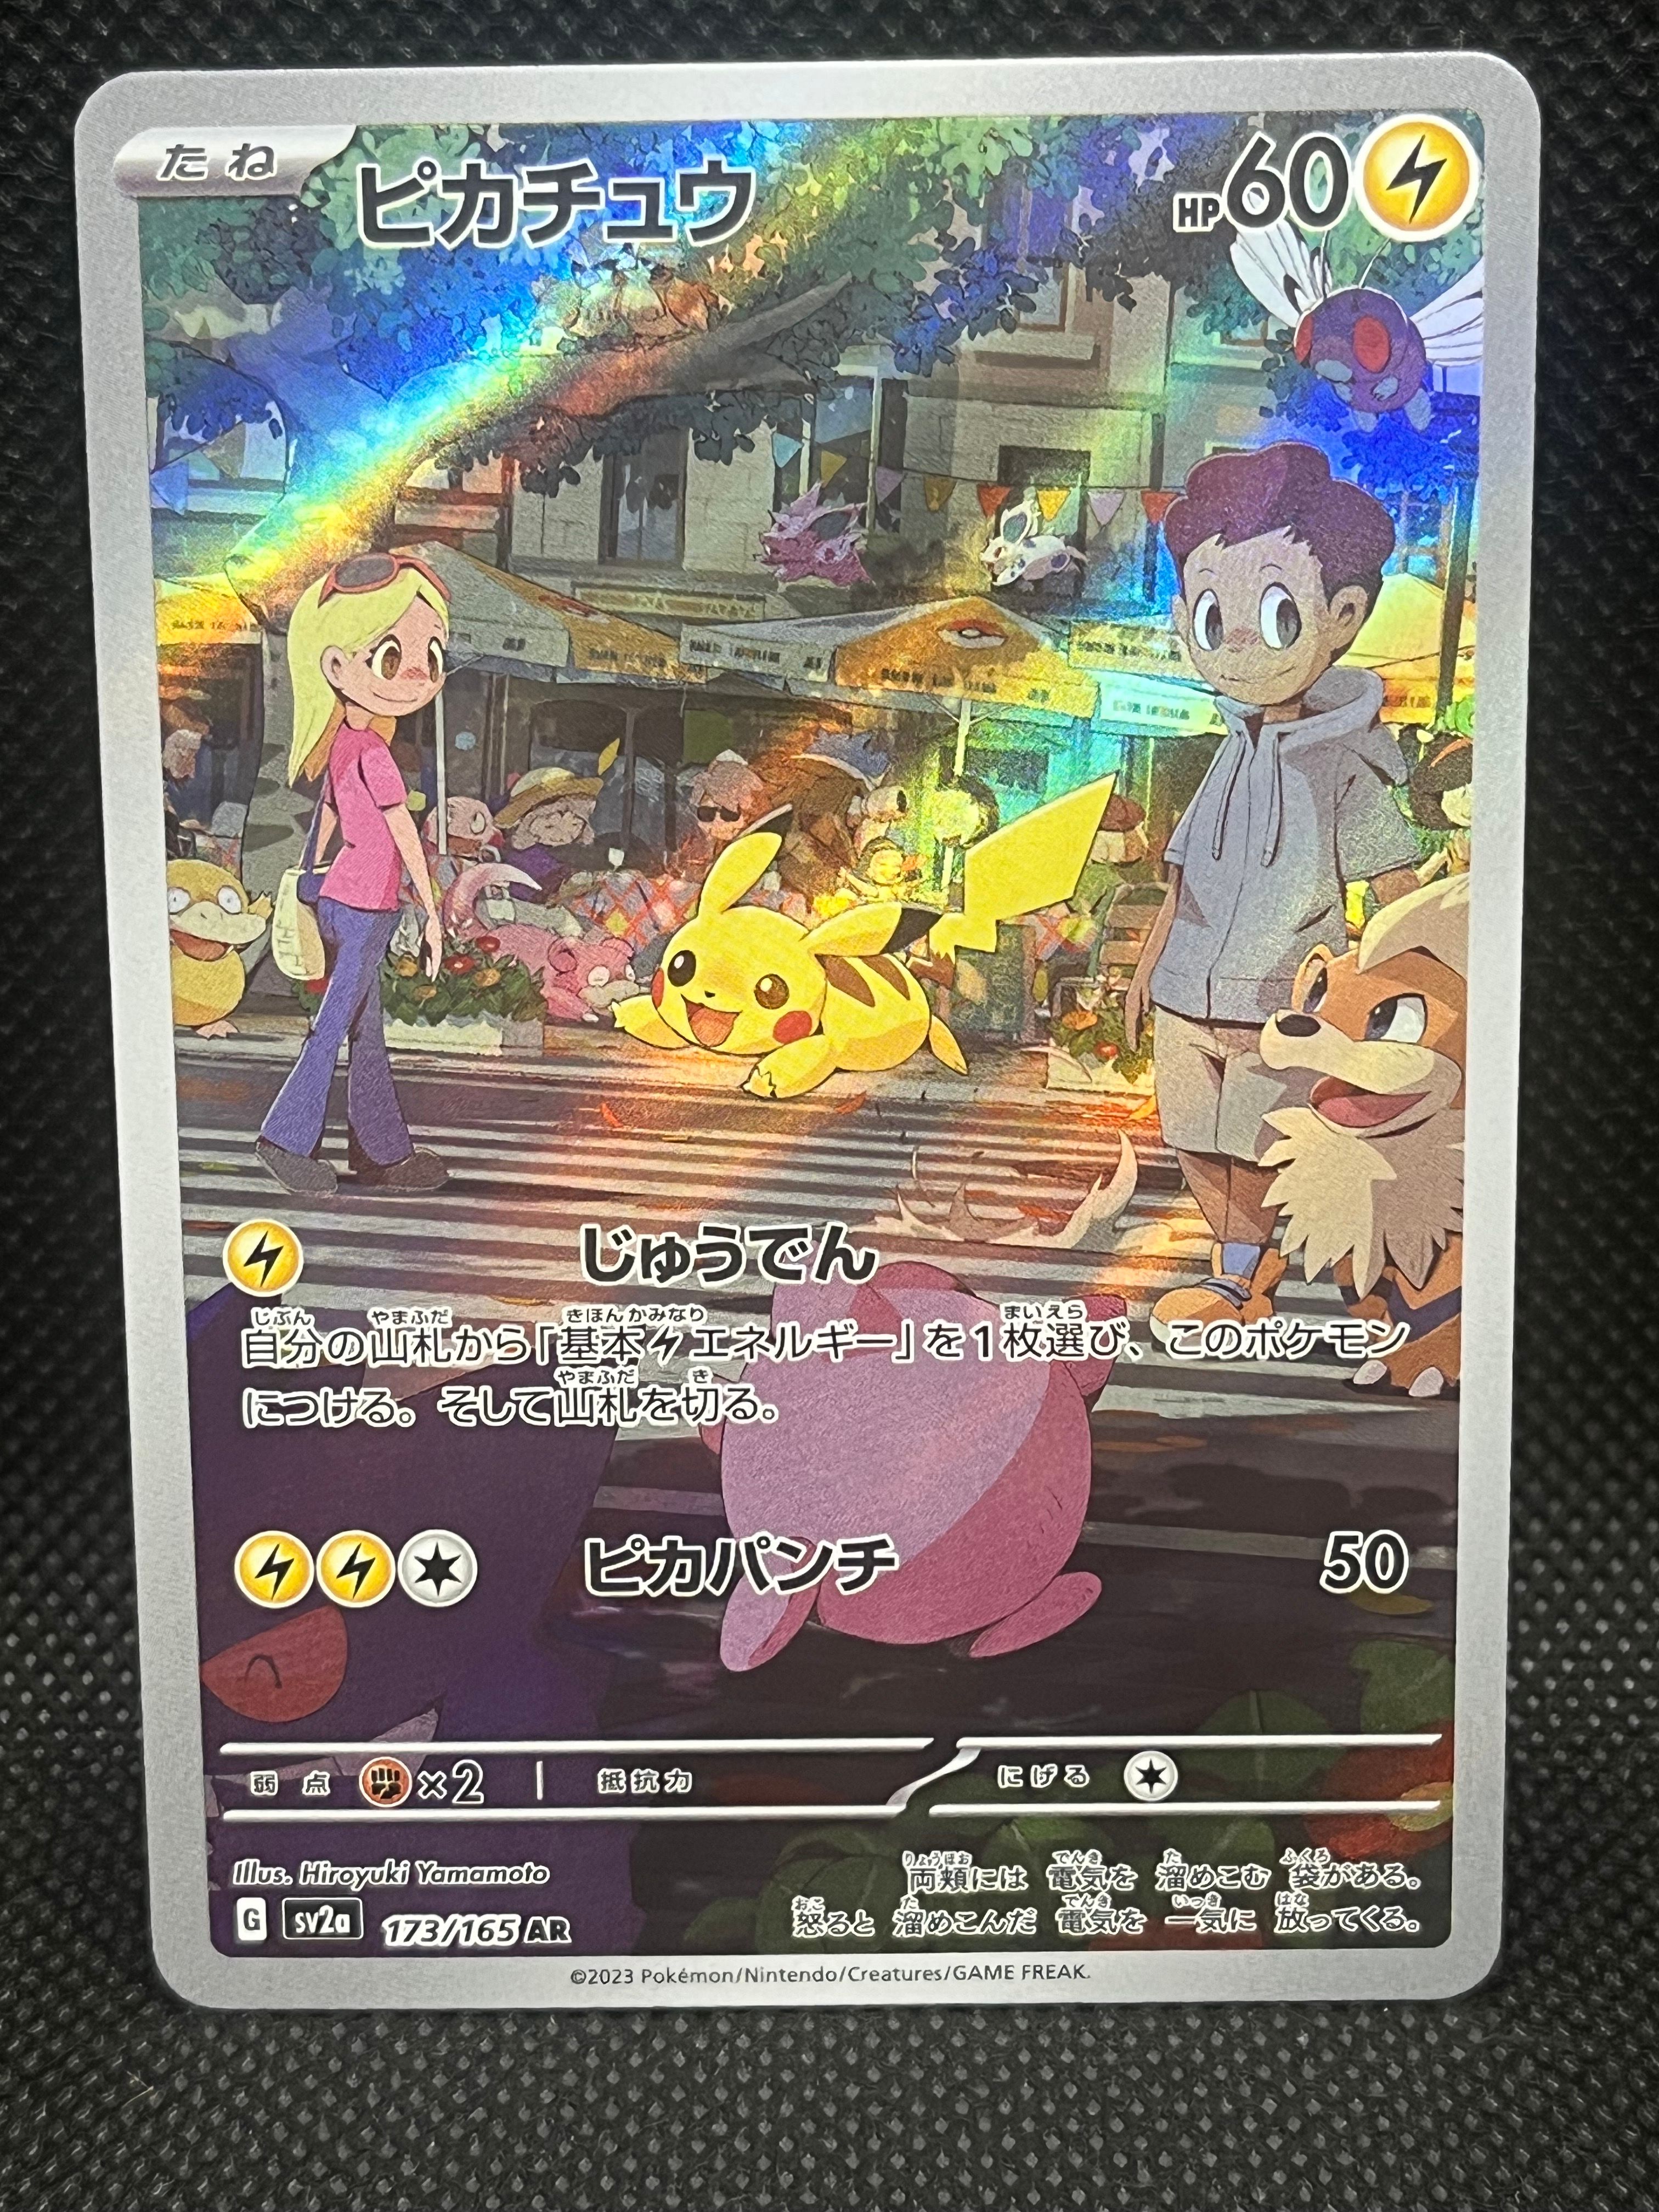 たね
ピカチュウ
HP60
じゅうでん
自分の山札から「基本エネルギー」を1枚選び、このポケモン
につける。そして山札を切る。
ピカパンチ 50
弱点 ×2 抵抗力 にげる
Illus. Hiroyuki Yamamoto
両頬には 電気を 溜めこむ 袋がある。
怒ると 溜めこんだ 電気を 一気に 放ってくる。
G sv2a 173/165 AR
©2023 Pokémon/Nintendo/Creatures/GAME FREAK.